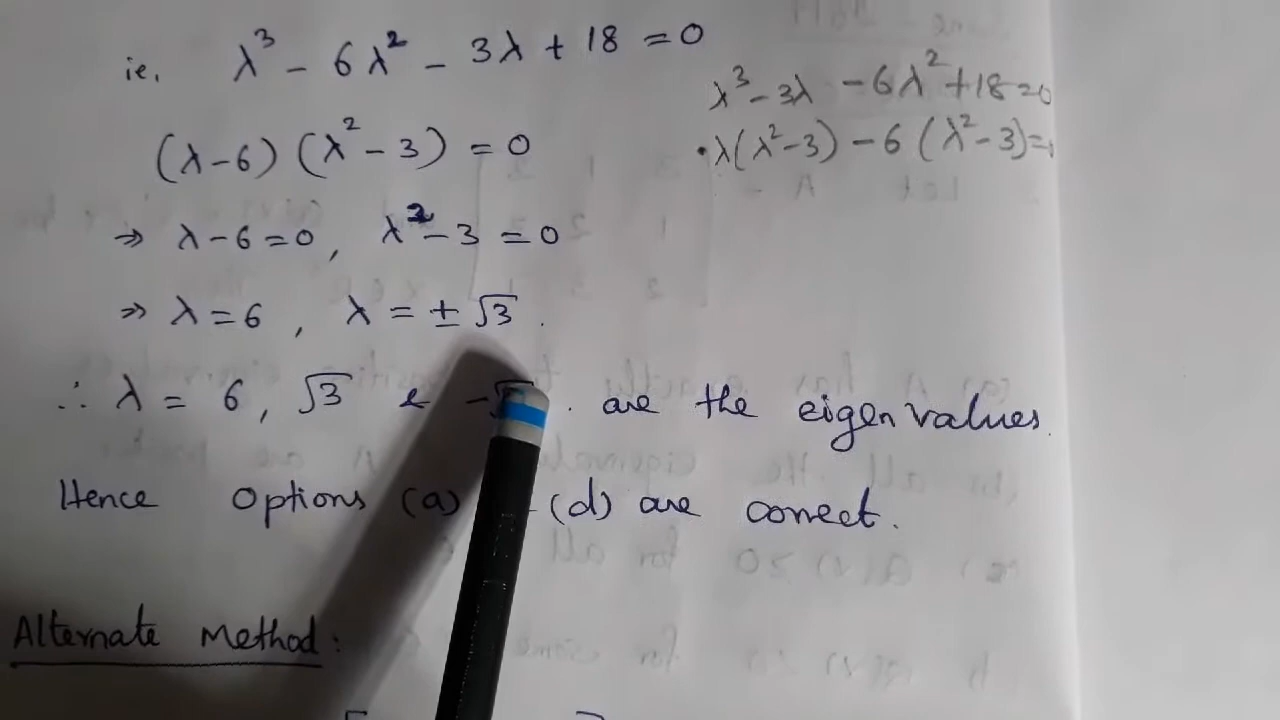 ie, λ³ - 6λ² - 3λ + 18 = 0
λ³ - 3λ - 6λ² + 18 = 0
(λ-6) (λ² - 3) = 0
λ(λ²-3) - 6 (λ²-3)=0
⇒ λ-6=0, λ²-3 = 0
⇒ λ=6, λ = ± √3.
∴ λ = 6, √3 & -√ . are the eigen values.
Hence options (a) (d) are correct.
Alternate Method: